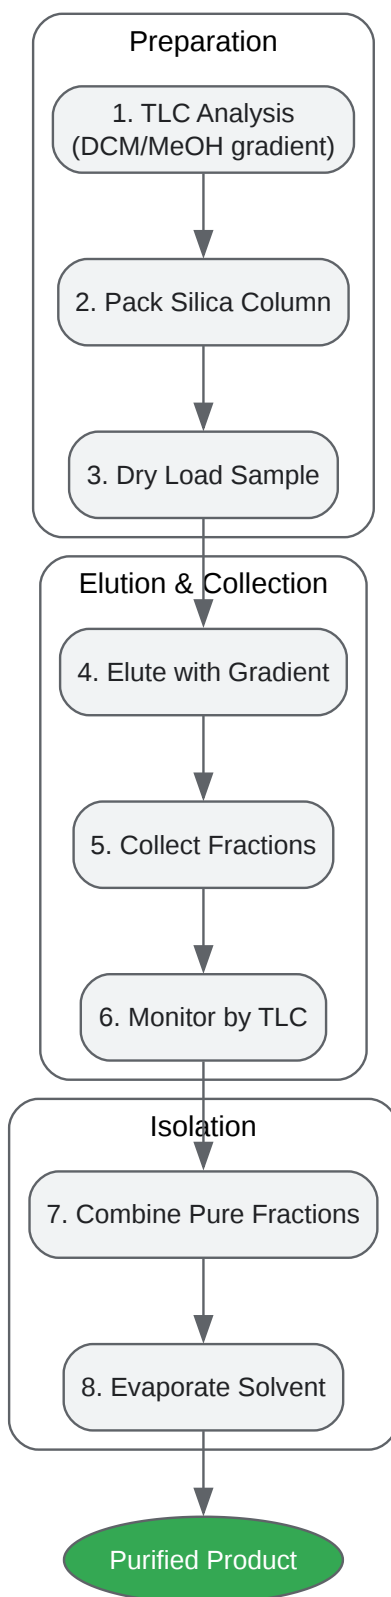 Preparation
1. TLC Analysis
(DCM/MeOH gradient)
2. Pack Silica Column
3. Dry Load Sample
Elution & Collection
4. Elute with Gradient
5. Collect Fractions
6. Monitor by TLC
Isolation
7. Combine Pure Fractions
8. Evaporate Solvent
Purified Product